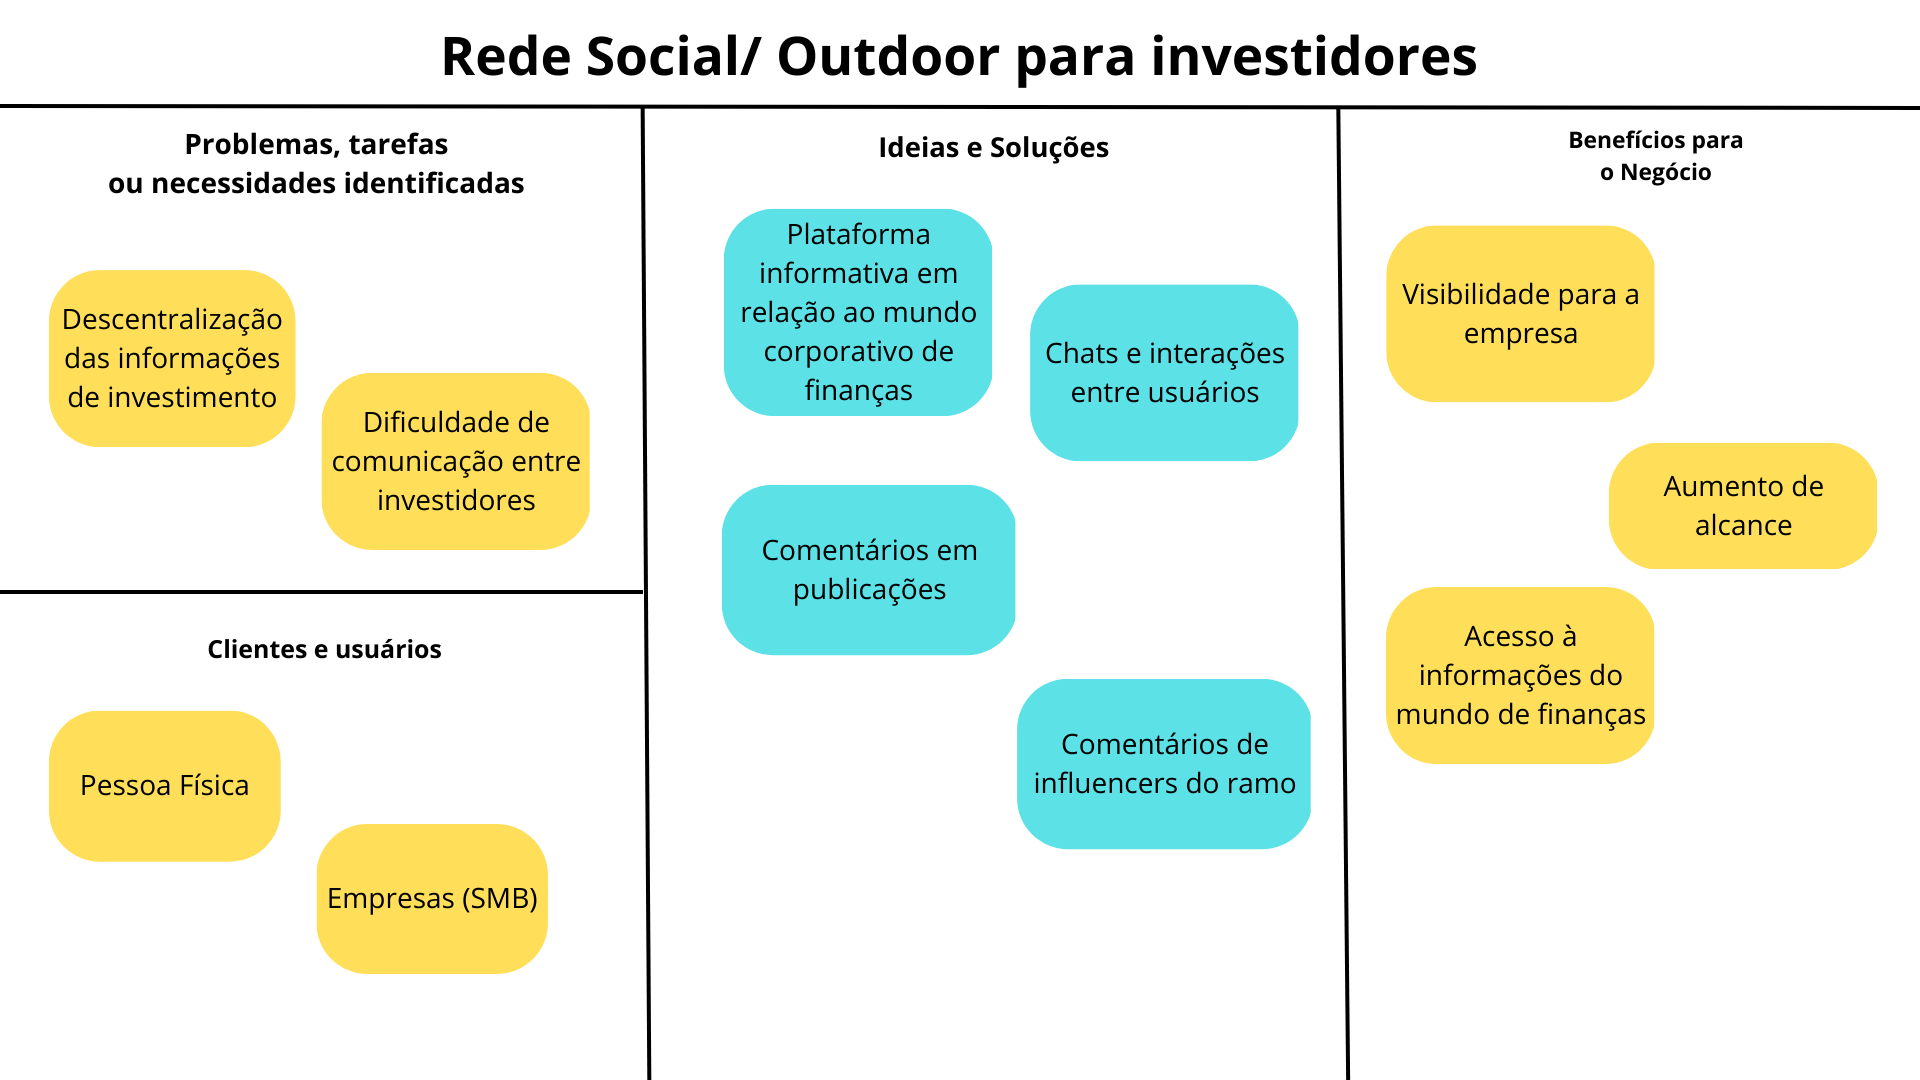 Rede Social/ Outdoor para investidores
Problemas, tarefas
ou necessidades identificadas
Descentralização
das informações
de investimento
Dificuldade de
comunicação entre
investidores
Clientes e usuários
Pessoa Física
Empresas (SMB)
Ideias e Soluções
Plataforma
informativa em
relação ao mundo
corporativo de
finanças
Chats e interações
entre usuários
Comentários em
publicações
Comentários de
influencers do ramo
Benefícios para
o Negócio
Visibilidade para a
empresa
Aumento de
alcance
Acesso à
informações do
mundo de finanças